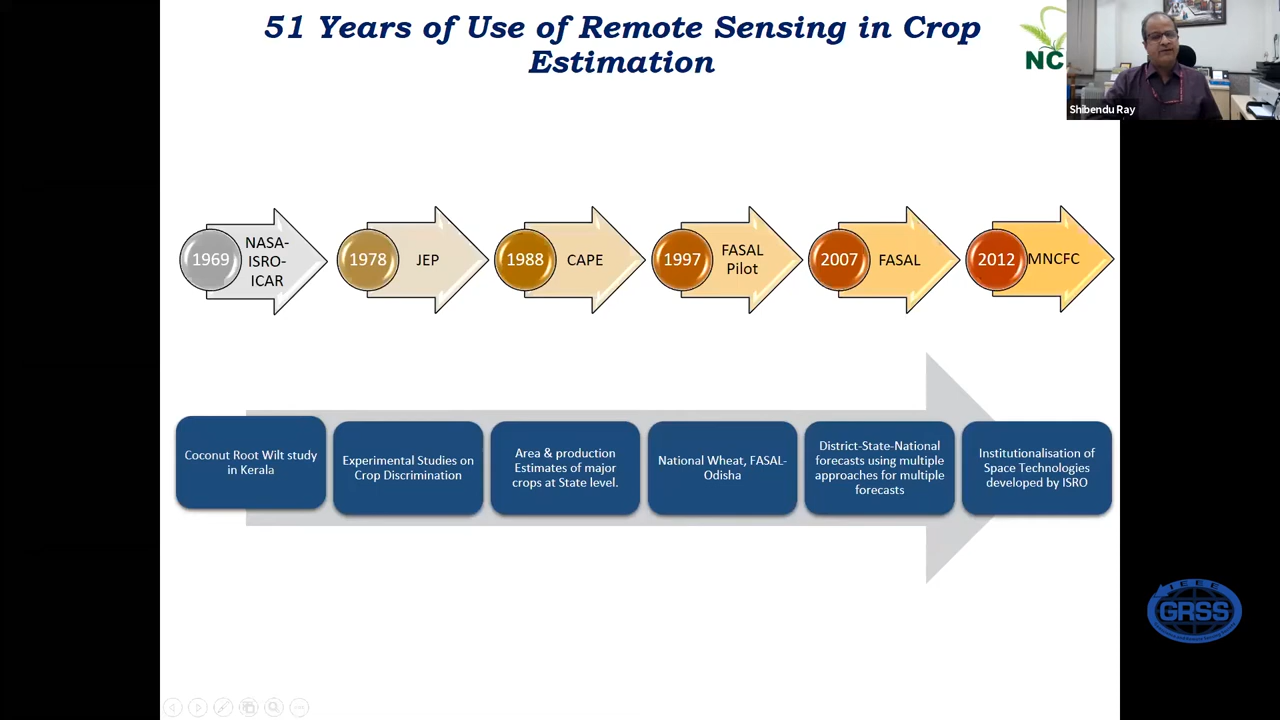 51 Years of Use of Remote Sensing in Crop
Estimation
NC
Shibendu Ray
1969
NASA-
ISRO-
ICAR
1978
JEP
1988
CAPE
1997
FASAL
Pilot
2007
FASAL
2012
MNCFC
Coconut Root Wilt study
in Kerala
Experimental Studies on
Crop Discrimination
Area & production
Estimates of major
crops at State level.
National Wheat, FASAL-
Odisha
District-State-National
forecasts using multiple
approaches for multiple
forecasts
Institutionalisation of
Space Technologies
developed by ISRO
IEEE
GRSS